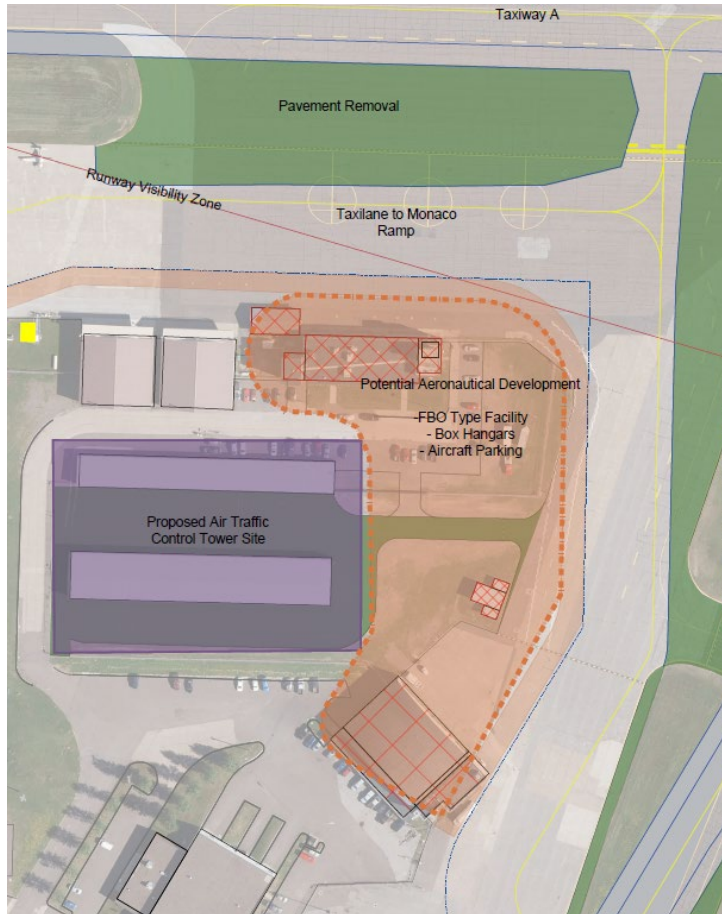 Taxiway A
Pavement Removal
Runway Visibility Zone
Taxilane to Monaco
Ramp
Potential Aeronautical Development
-FBO Type Facility
- Box Hangars
- Aircraft Parking
Proposed Air Traffic
Control Tower Site